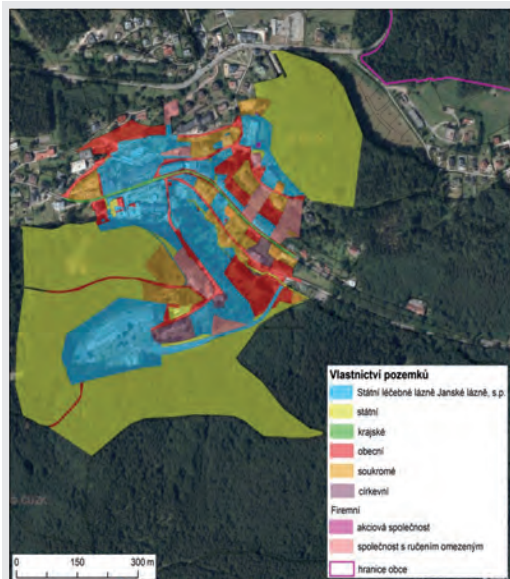 Vlastnictví pozemků
Státní léčebné lázně Janské lázně, s.p.
státní
krajské
obecní
soukromé
církevní
Firemní
akciová společnost
společnost s ručením omezeným
hranice obce
0 150 300 m